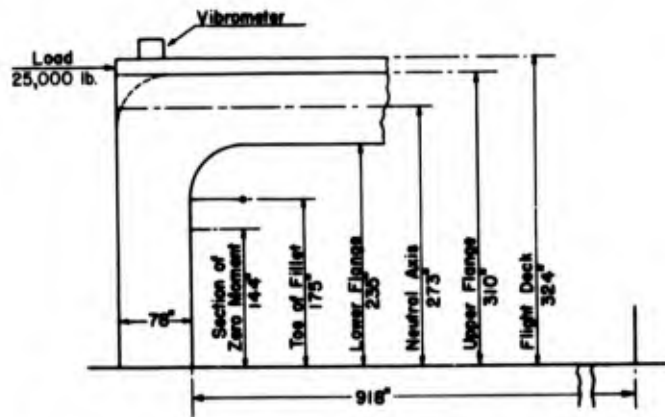 Vibrometer
Load
25,000 lb.
Section of
Zero Moment
144"
Toe of Fillet
175"
Lower Flange
235"
Neutral Axis
273"
Upper Flange
310"
Flight Deck
324"
78"
918"